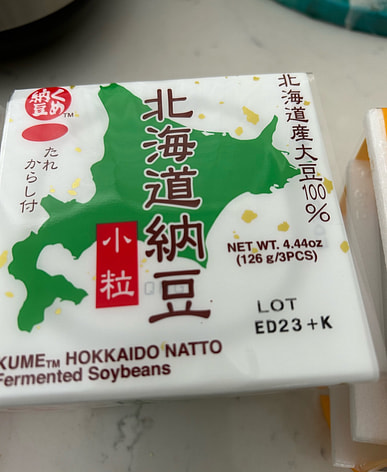 くめ
納豆
TM
たれ
からし付
北海道納豆
小粒
北海道産大豆100%
NET WT. 4.44oz
(126 g/3PCS)
LOT
ED23+K
KUME TM HOKKAIDO NATTO
Fermented Soybeans